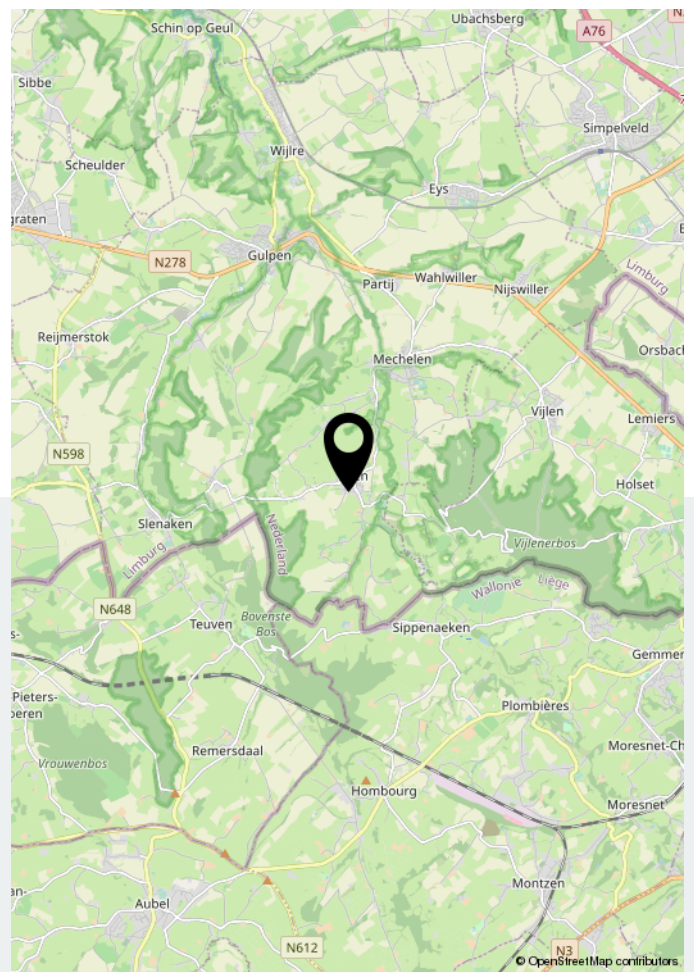 Schin op Geul
Ubachsberg
A76
Sibbe
Simpelveld
Wijlre
Scheulder
Eys
graten
N278
Gulpen
Limburg
Partij
Wahlwiller
Nijswiller
Reijmerstok
Orsbach
Mechelen
Vijlen
Lemiers
N598
Holset
Slenaken
Nederland
Vijlenerbos
Limburg
Wallonie
Liège
N648
Teuven
Bovenste
Bos
Sippenaeken
Gemmen
Pieters-
oeren
Plombières
Remersdaal
Moresnet-Ch
Vrouwenbos
Hombourg
Moresnet
Montzen
Aubel
N612
N3
© OpenStreetMap contributors